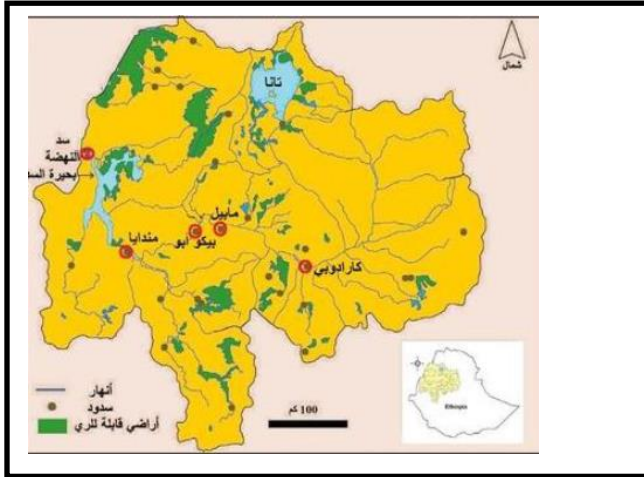 شمال
تانا
سد
النهضة
بحيرة السد
مابيل
بيكو ابو
مندايا
كارادوبي
أنهار
سدود
أراضي قابلة للري
100 كم
Ethiopia